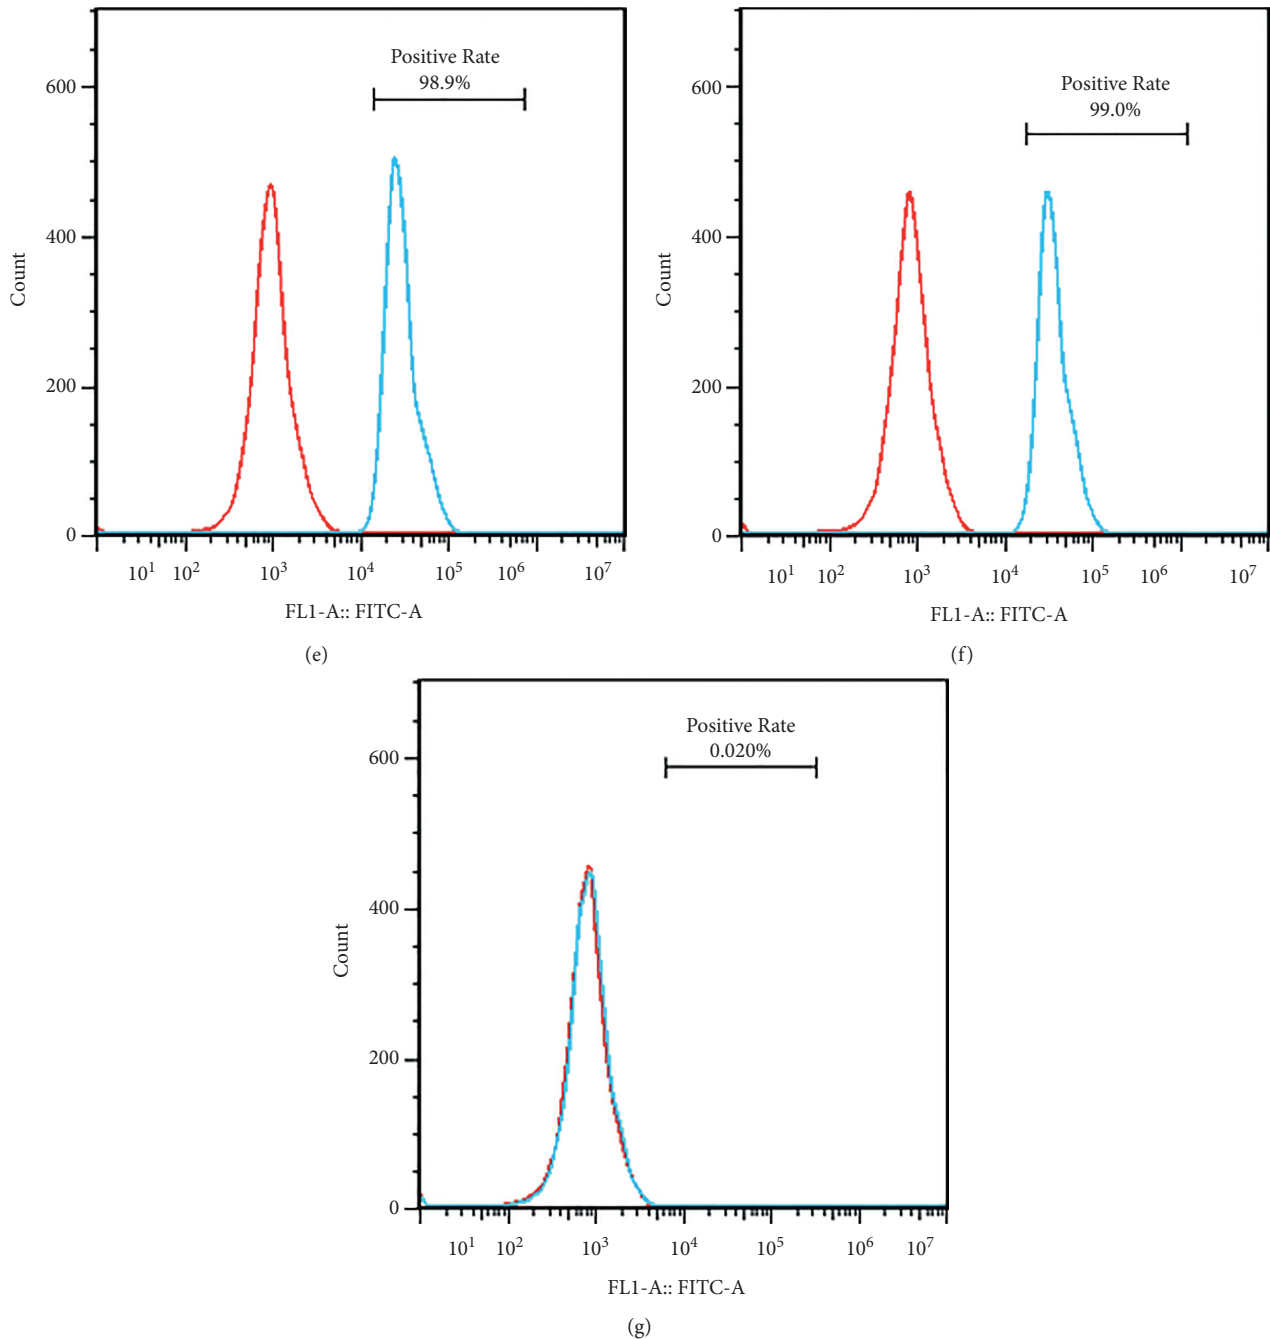 Positive Rate
98.9%
600
400
200
0
Count
10¹ 10² 10³ 10⁴ 10⁵ 10⁶ 10⁷
FL1-A:: FITC-A
(e)
Positive Rate
99.0%
600
400
200
0
Count
10¹ 10² 10³ 10⁴ 10⁵ 10⁶ 10⁷
FL1-A:: FITC-A
(f)
Positive Rate
0.020%
600
400
200
0
Count
10¹ 10² 10³ 10⁴ 10⁵ 10⁶ 10⁷
FL1-A:: FITC-A
(g)